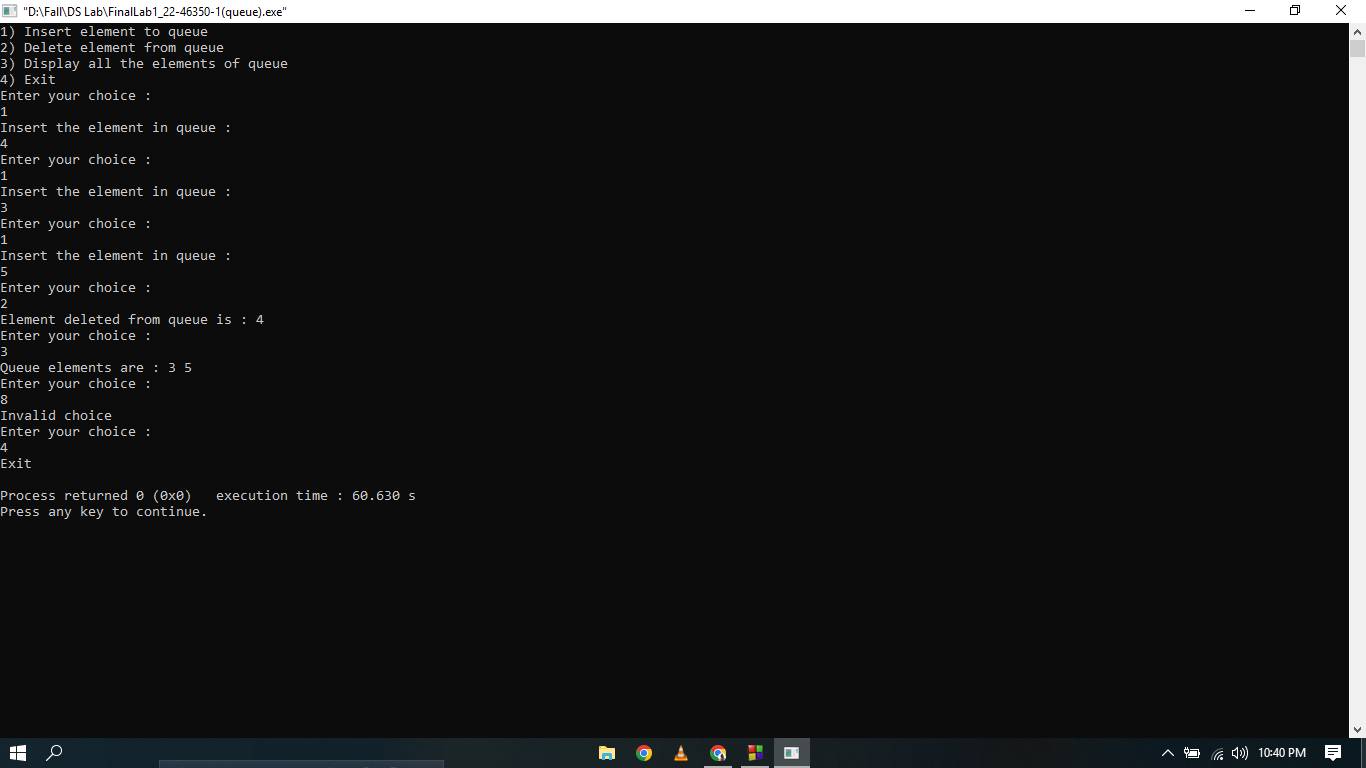 "D:\Fall\DS Lab\FinalLab1_22-46350-1(queue).exe"
1) Insert element to queue
2) Delete element from queue
3) Display all the elements of queue
4) Exit
Enter your choice :
1
Insert the element in queue :
4
Enter your choice :
1
Insert the element in queue :
3
Enter your choice :
1
Insert the element in queue :
5
Enter your choice :
2
Element deleted from queue is : 4
Enter your choice :
3
Queue elements are : 3 5
Enter your choice :
8
Invalid choice
Enter your choice :
4
Exit
Process returned 0 (0x0)   execution time : 60.630 s
Press any key to continue.
10:40 PM